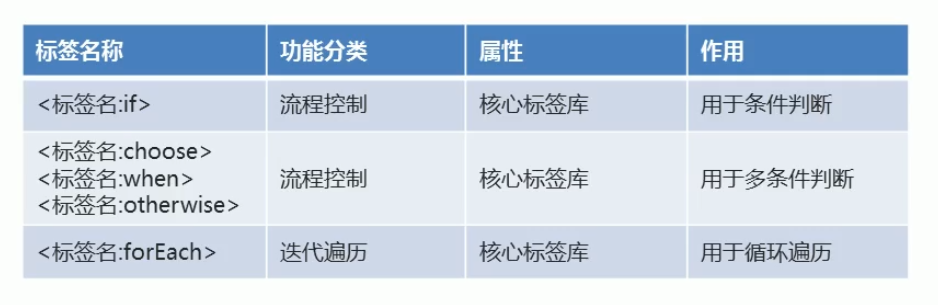 标签名称 功能分类 属性 作用
<标签名:if> 流程控制 核心标签库 用于条件判断
<标签名:choose>
<标签名:when> 流程控制 核心标签库 用于多条件判断
<标签名:otherwise>
<标签名:forEach> 迭代遍历 核心标签库 用于循环遍历